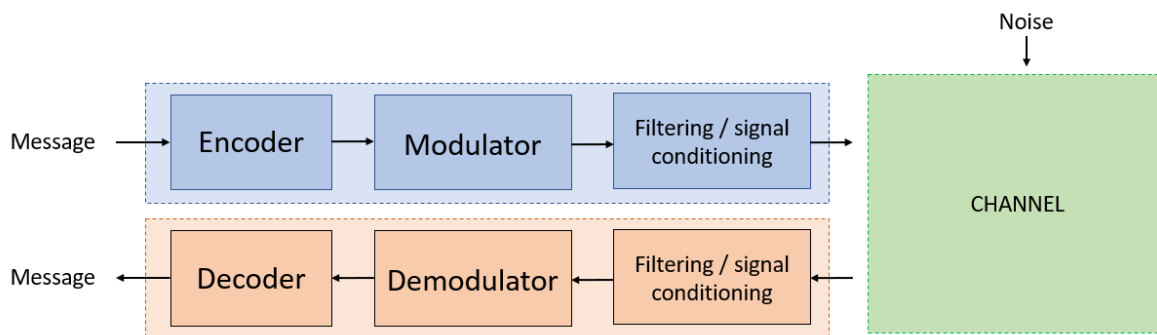 Noise
Message
Encoder
Modulator
Filtering / signal
conditioning
CHANNEL
Message
Decoder
Demodulator
Filtering / signal
conditioning